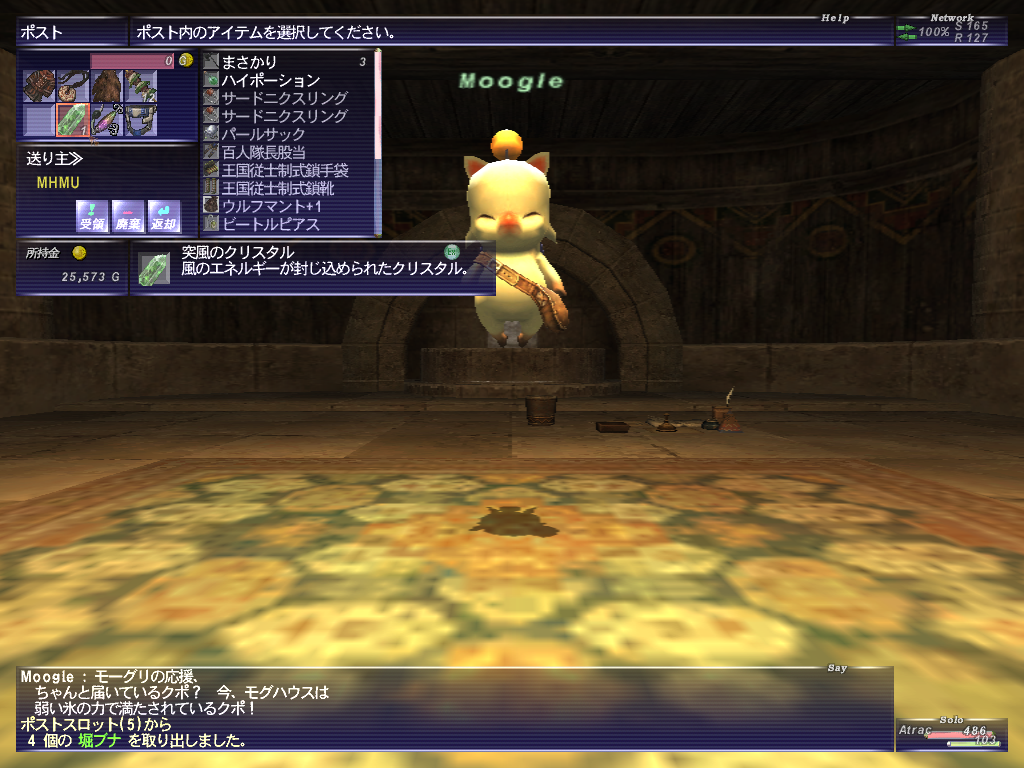 Help
Network
ポスト
ポスト内のアイテムを選択してください。
100% S 165
R 127
0 G
まさかり 3
ハイポーション
サードニクスリング
サードニクスリング
パールサック
百人隊長股当
王国従士制式鎖手袋
王国従士制式鎖靴
ウルフマント+1
ビートルピアス
1
送り主≫
MHMU
受領 廃棄 返却
所持金
25,573 G
突風のクリスタル
風のエネルギーが封じ込められたクリスタル。
Moogle
Say
Moogle : モーグリの応援、
ちゃんと届いているクポ? 今、モグハウスは
弱い氷の力で満たされているクポ!
ポストスロット(5)から
4 個の 堀ブナ を取り出しました。
Solo
Atrac 486
103